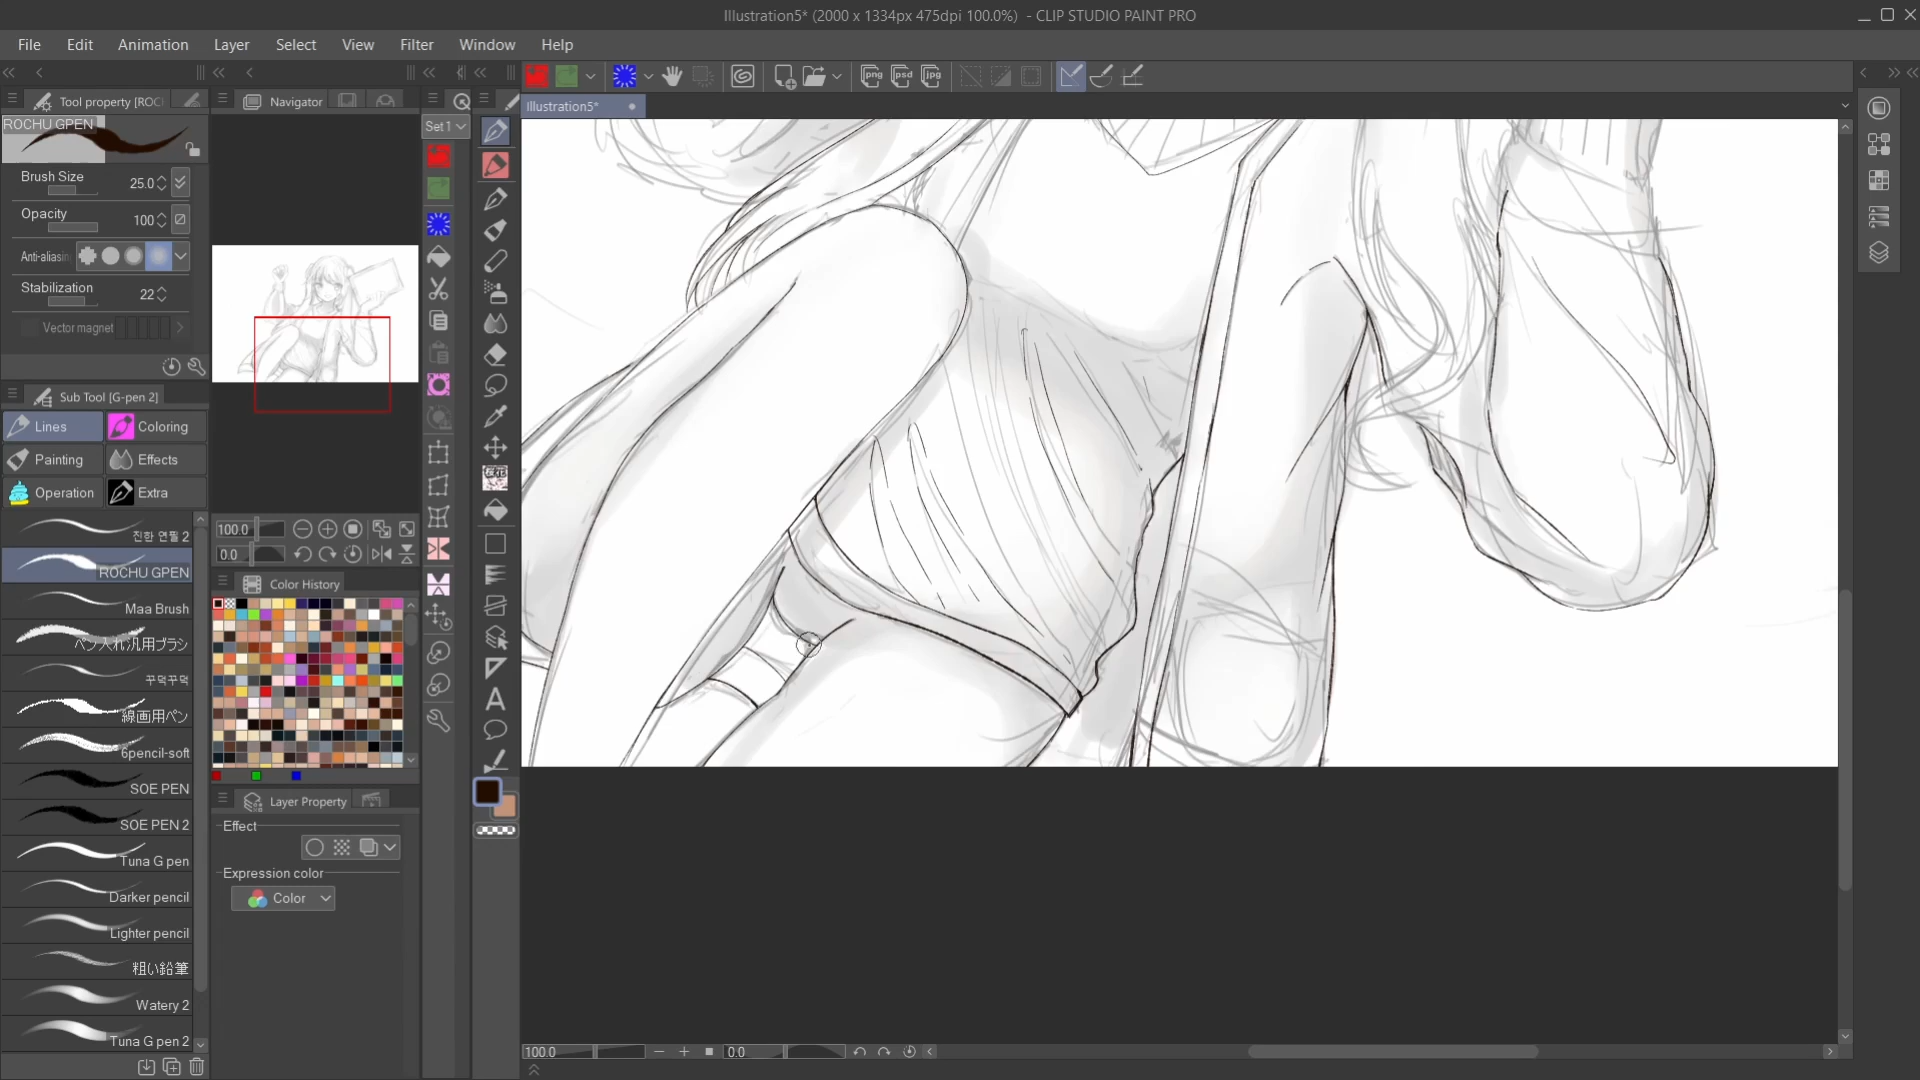 Illustration5* (2000 x 1334px 475dpi 100.0%)  - CLIP STUDIO PAINT PRO
File Edit Animation Layer Select View Filter Window Help
png psd jpg
Tool property [ROC
Navigator
Illustration5*
ROCHU GPEN
Set 1
Brush Size 25.0
Opacity 100
Anti-aliasin
Stabilization 22
Vector magnet
Sub Tool [G-pen 2]
Lines Coloring
Painting Effects
Operation Extra
진한 연필 2
ROCHU GPEN
Maa Brush
ペン入れ汎用ブラシ
꾸덕꾸덕
線画用ペン
6pencil-soft
SOE PEN
SOE PEN 2
Tuna G pen
Darker pencil
Lighter pencil
粗い鉛筆
Watery 2
Tuna G pen 2
100.0
0.0
Color History
Layer Property
Effect
Expression color
Color
A
100.0 0.0